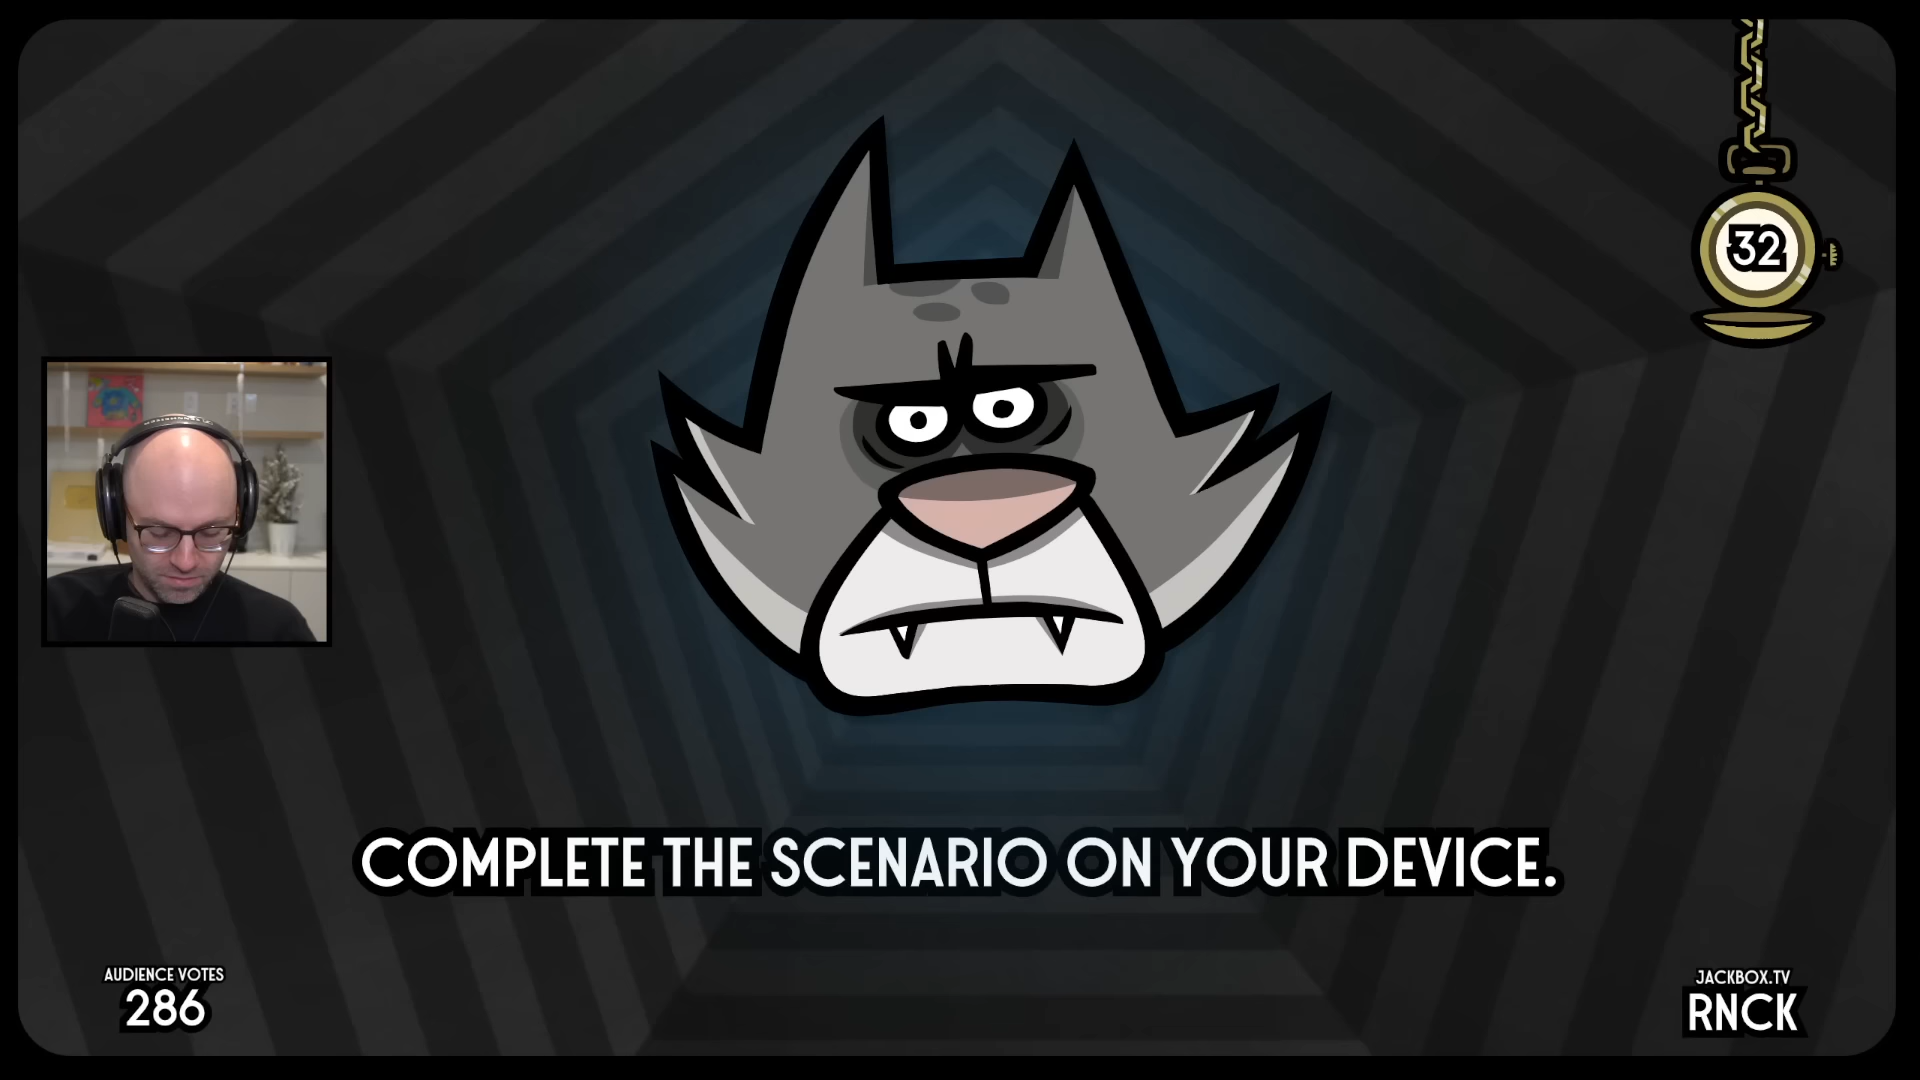 32
COMPLETE THE SCENARIO ON YOUR DEVICE.
AUDIENCE VOTES
286
JACKBOX.TV
RNCK